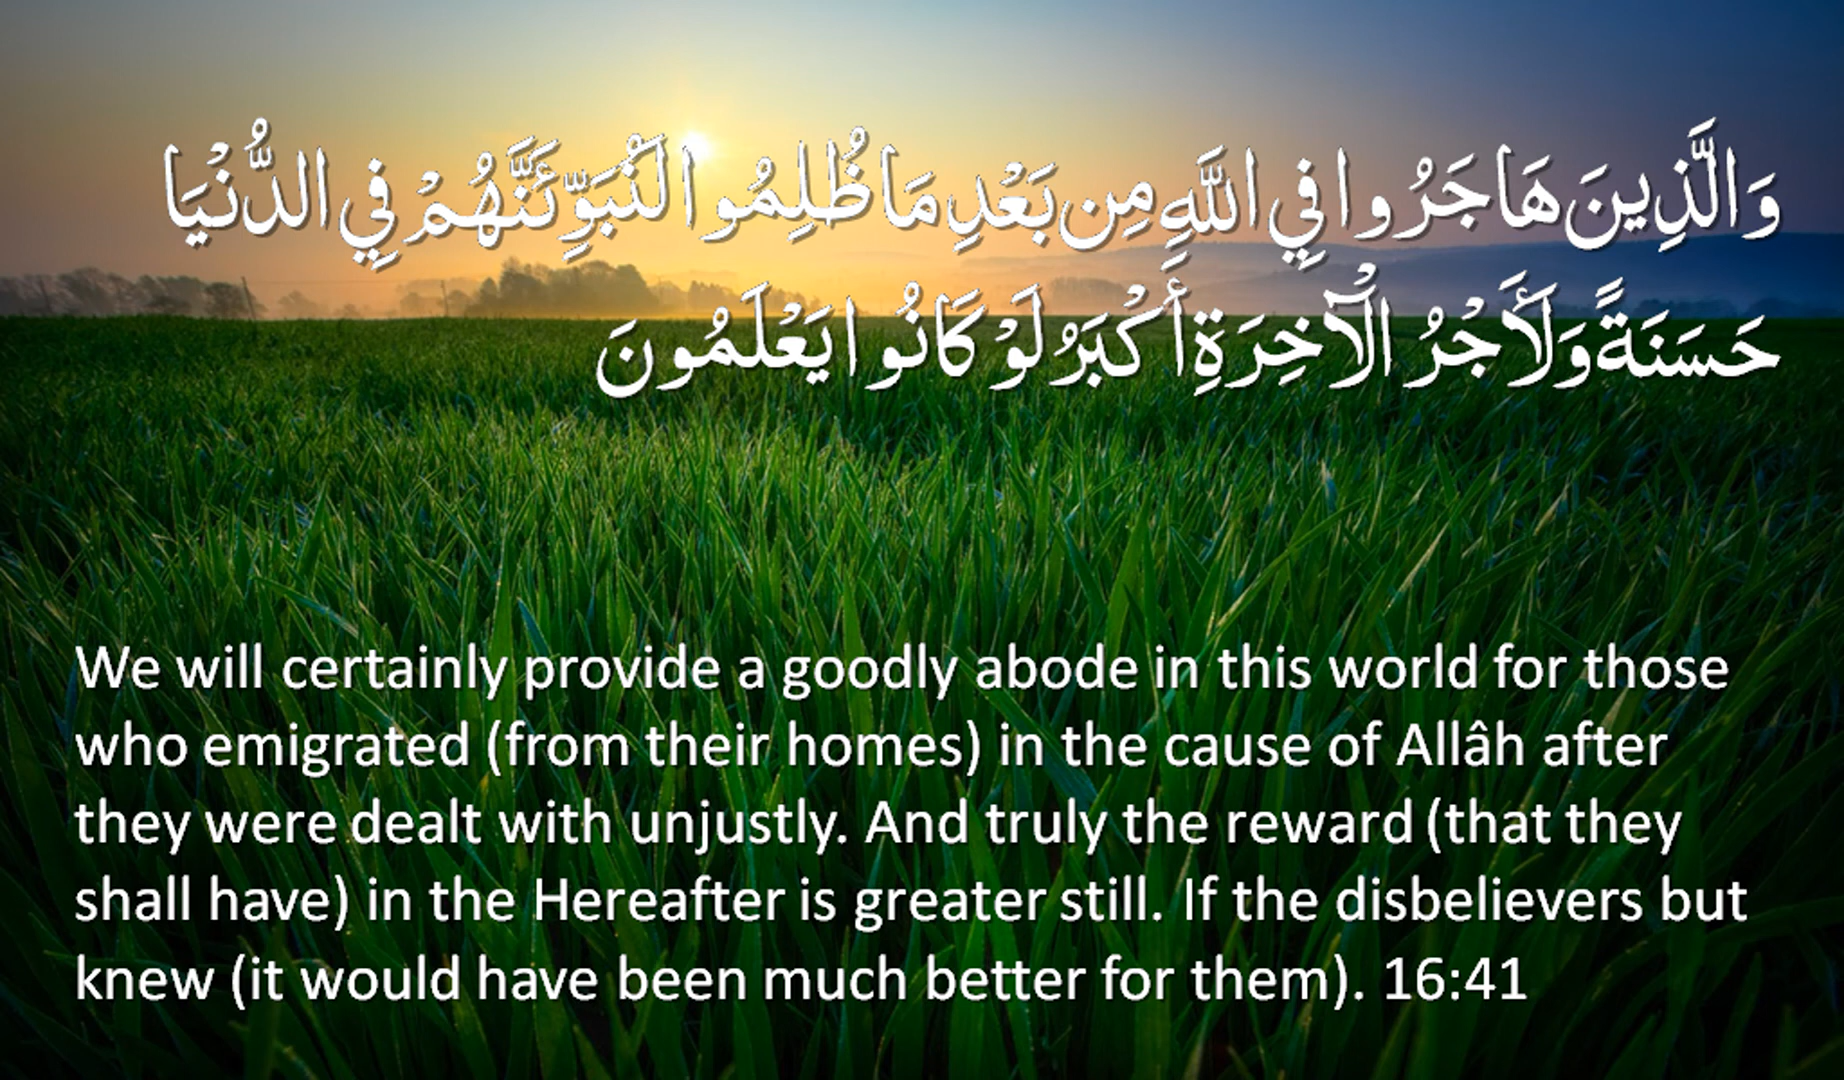 وَالَّذِينَ هَاجَرُوا فِي اللَّهِ مِن بَعْدِ مَا ظُلِمُوا لَنُبَوِّئَنَّهُمْ فِي الدُّنْيَا
حَسَنَةً وَلَأَجْرُ الْآخِرَةِ أَكْبَرُ لَوْ كَانُوا يَعْلَمُونَ
We will certainly provide a goodly abode in this world for those
who emigrated (from their homes) in the cause of Allâh after
they were dealt with unjustly. And truly the reward (that they
shall have) in the Hereafter is greater still. If the disbelievers but
knew (it would have been much better for them). 16:41